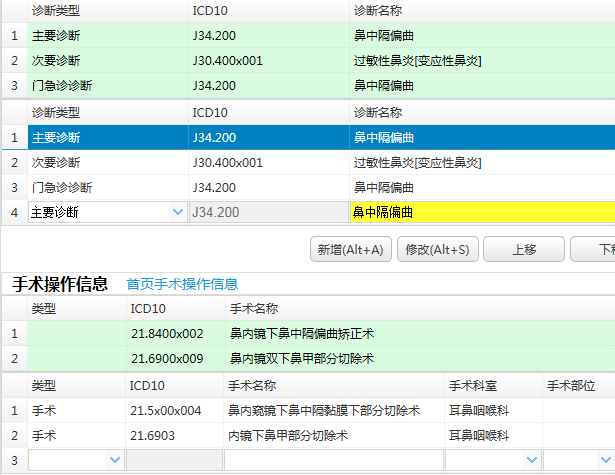 诊断类型 ICD10 诊断名称
1 主要诊断 J34.200 鼻中隔偏曲
2 次要诊断 J30.400x001 过敏性鼻炎[变应性鼻炎]
3 门急诊诊断 J34.200 鼻中隔偏曲
诊断类型 ICD10 诊断名称
1 主要诊断 J34.200 鼻中隔偏曲
2 次要诊断 J30.400x001 过敏性鼻炎[变应性鼻炎]
3 门急诊诊断 J34.200 鼻中隔偏曲
4 主要诊断 J34.200 鼻中隔偏曲
新增(Alt+A) 修改(Alt+S) 上移 下移
手术操作信息 首页手术操作信息
类型 ICD10 手术名称
1 21.8400x002 鼻内镜下鼻中隔偏曲矫正术
2 21.6900x009 鼻内镜双下鼻甲部分切除术
类型 ICD10 手术名称 手术科室 手术部位
1 手术 21.5x00x004 鼻内窥镜下鼻中隔黏膜下部分切除术 耳鼻咽喉科
2 手术 21.6903 内镜下鼻甲部分切除术 耳鼻咽喉科
3